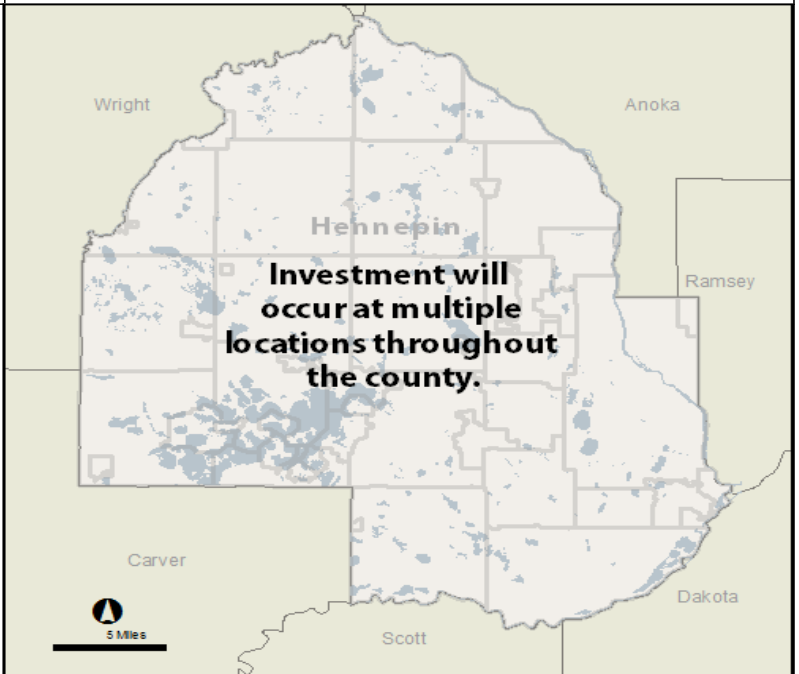 Wright
Anoka
Hennepin
Investment will
occur at multiple
locations throughout
the county.
Ramsey
Carver
Dakota
5 Miles
Scott